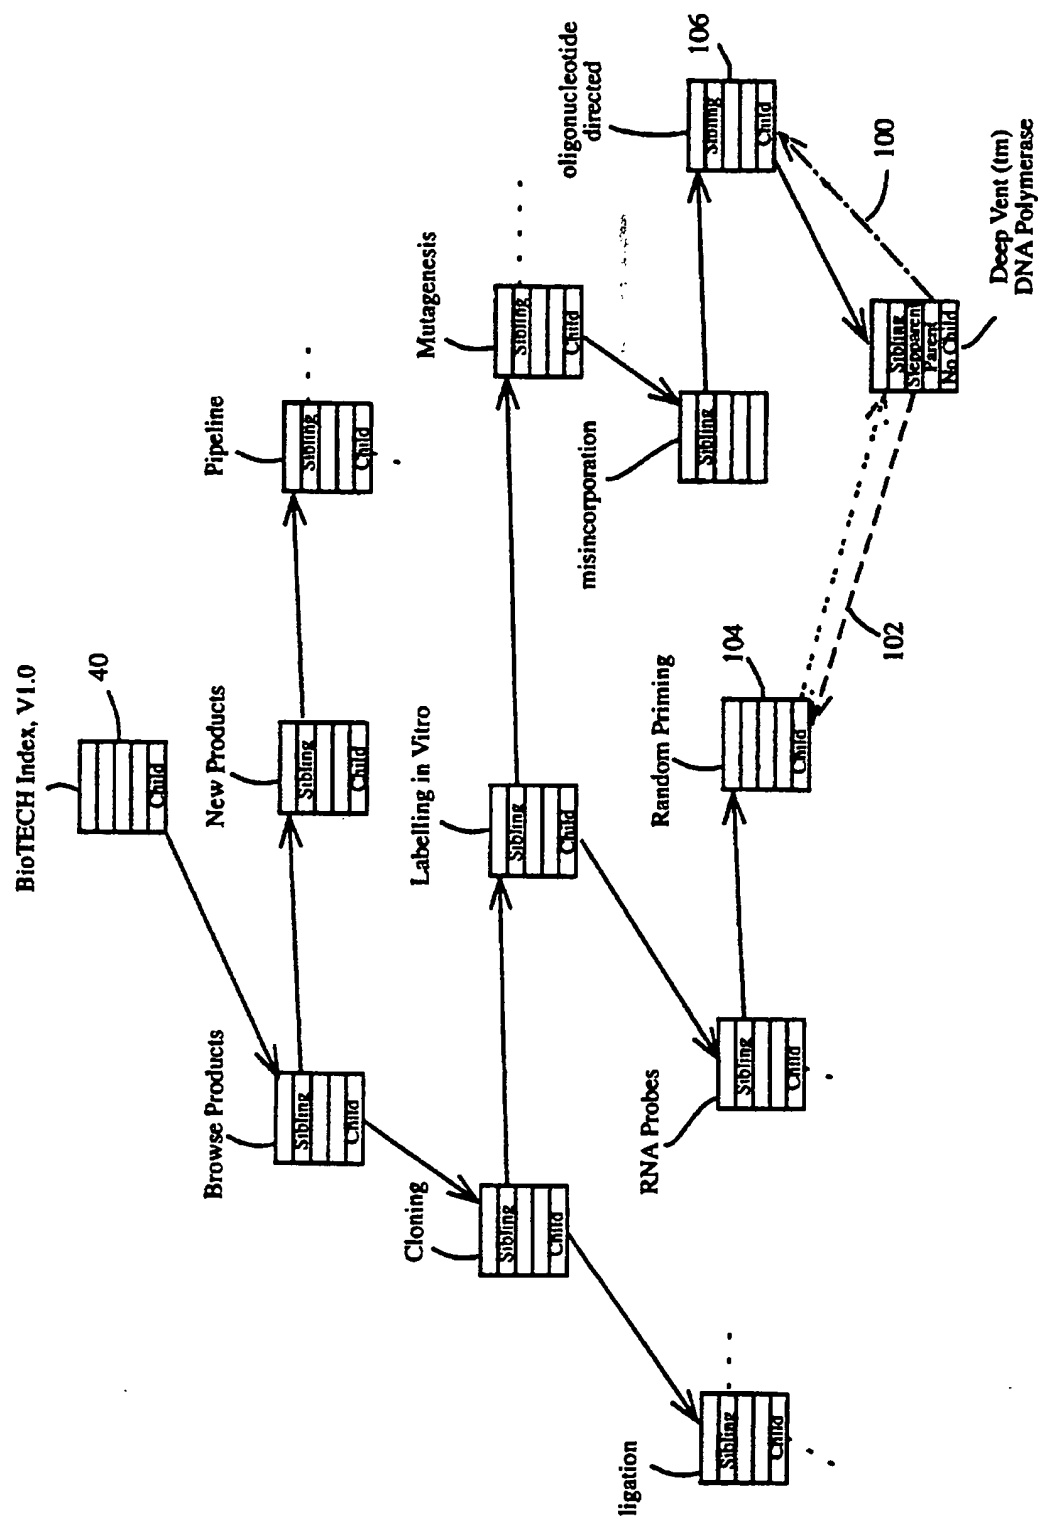 BioTECH Index, V1.0
40
Child
Browse Products
Sibling
Child
New Products
Sibling
Child
Pipeline
Sibling
Child
Cloning
Sibling
Child
Labelling in Vitro
Sibling
Child
Mutagenesis
Sibling
Child
ligation
Sibling
Child
RNA Probes
Sibling
Child
Random Priming
104
Child
misincorporation
Sibling
oligonucleotide
directed
106
Sibling
Child
100
102
Sibling
Stepparent
Parent
No Child
Deep Vent (tm)
DNA Polymerase